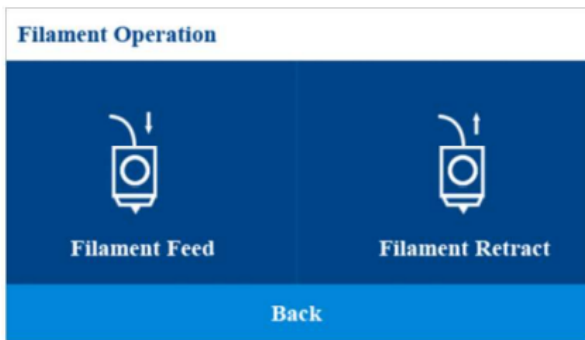 Filament Operation
Filament Feed
Filament Retract
Back